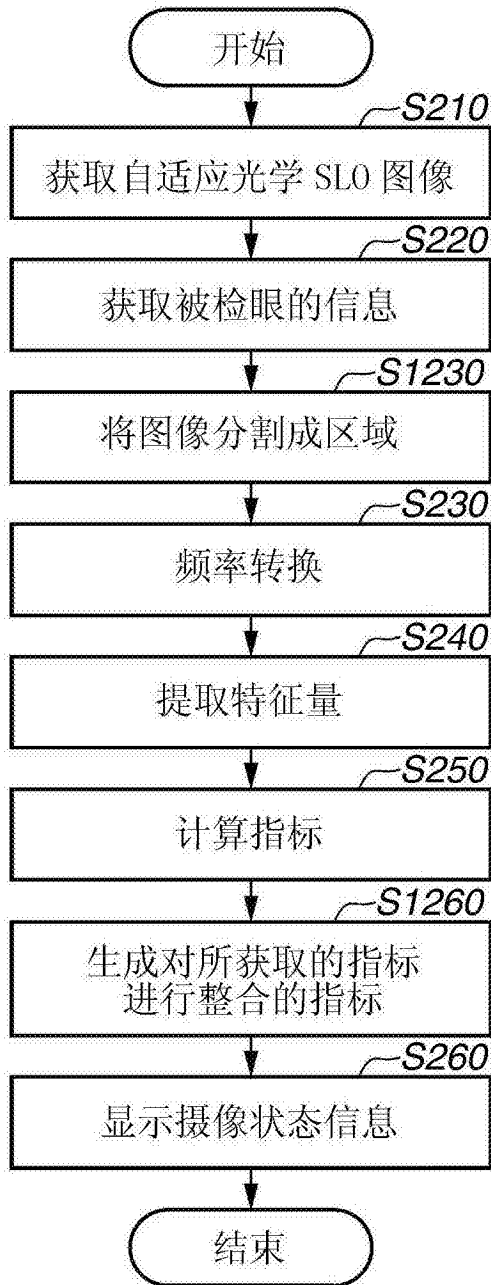 开始
S210
获取自适应光学 SLO 图像
S220
获取被检眼的信息
S1230
将图像分割成区域
S230
频率转换
S240
提取特征量
S250
计算指标
S1260
生成对所获取的指标
进行整合的指标
S260
显示摄像状态信息
结束